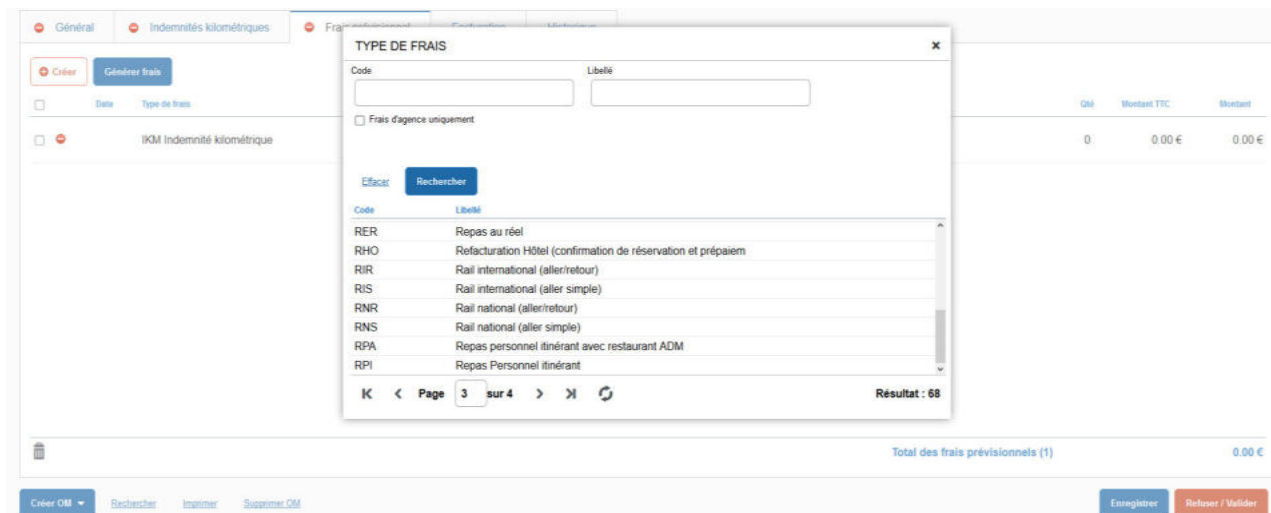 Général
Indemnités kilométriques
Frais prévisionnel
Facturation
Historique
TYPE DE FRAIS
×
Créer
Générer frais
Code
Libellé
Date
Type de frais
Qté
Montant TTC
Montant
Frais d'agence uniquement
IKM Indemnité kilométrique
0
0.00 €
0.00 €
Effacer
Rechercher
Code
Libellé
RER Repas au réel
RHO Refacturation Hôtel (confirmation de réservation et prépaiem
RIR Rail international (aller/retour)
RIS Rail international (aller simple)
RNR Rail national (aller/retour)
RNS Rail national (aller simple)
RPA Repas personnel itinérant avec restaurant ADM
RPI Repas Personnel itinérant
Page 3 sur 4
Résultat : 68
Total des frais prévisionnels (1)
0.00 €
Créer OM
Rechercher
Imprimer
Supprimer OM
Enregistrer
Refuser / Valider